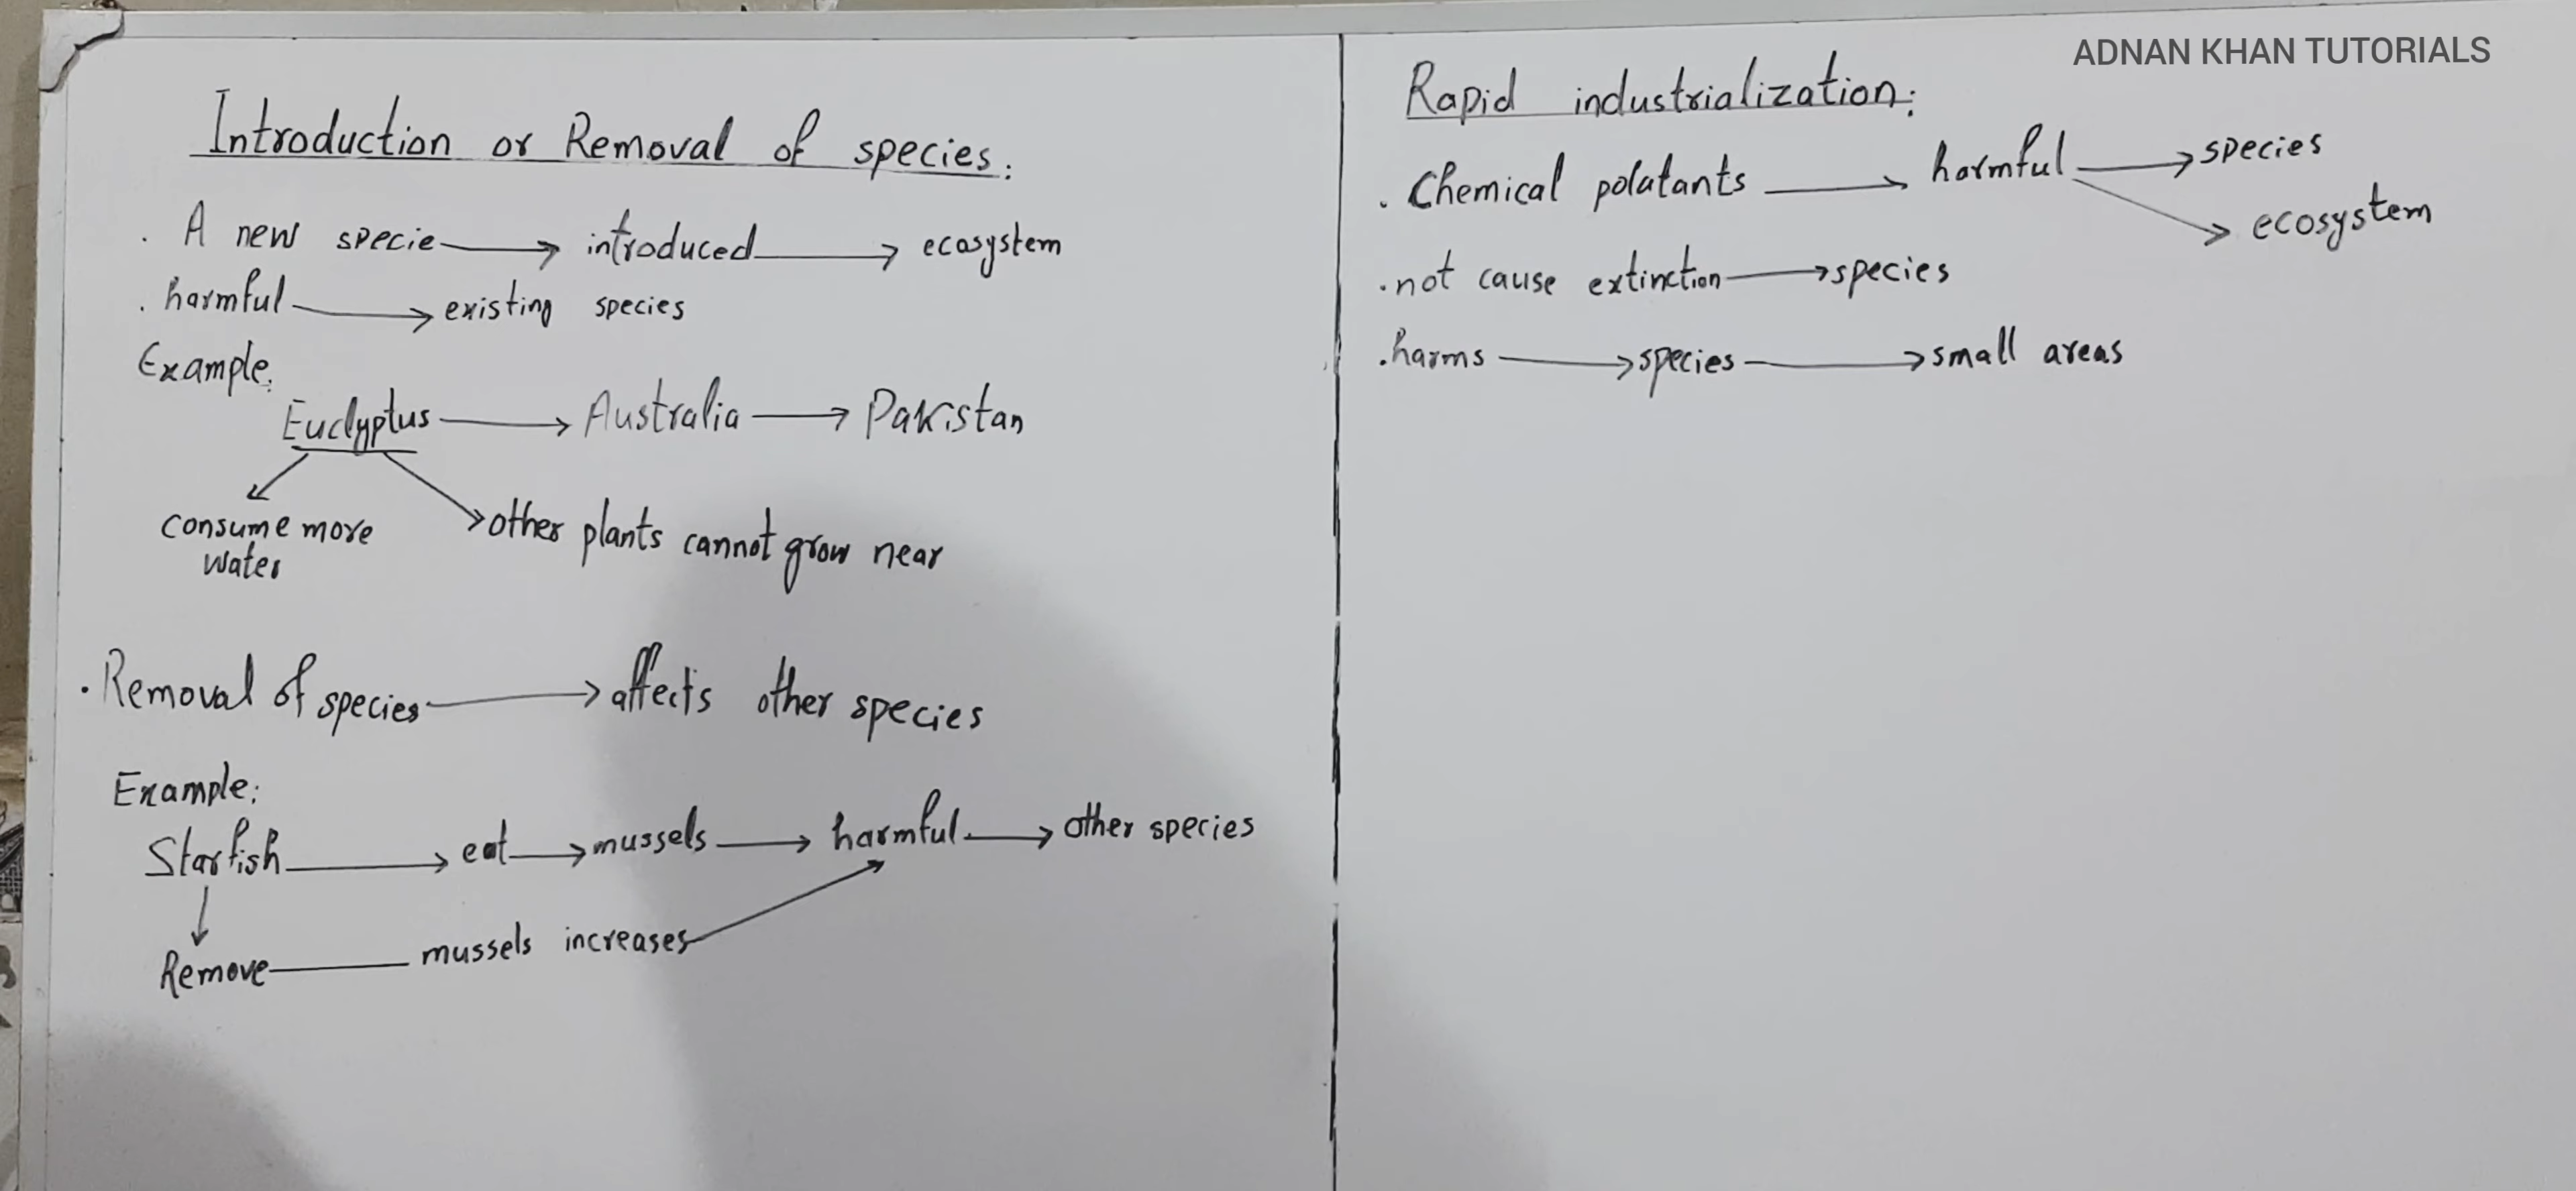 ADNAN KHAN TUTORIALS
Introduction or Removal of species:
. A new specie → introduced → ecosystem
. harmful → existing species
Example:
Euclyptus → Australia → Pakistan
consume more
water
other plants cannot grow near
. Removal of species → affects other species
Example:
Starfish → eat → mussels → harmful → other species
Remove — mussels increases
Rapid industrialization:
. Chemical polutants → harmful → species
→ ecosystem
. not cause extinction → species
. harms → species → small areas